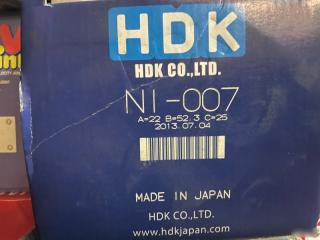 HDK
HDK CO.,LTD.
NI-007
A=22 B=52.3 C=25
2013.07.04
MADE IN JAPAN
HDK CO.,LTD.
www.hdkjapan.com